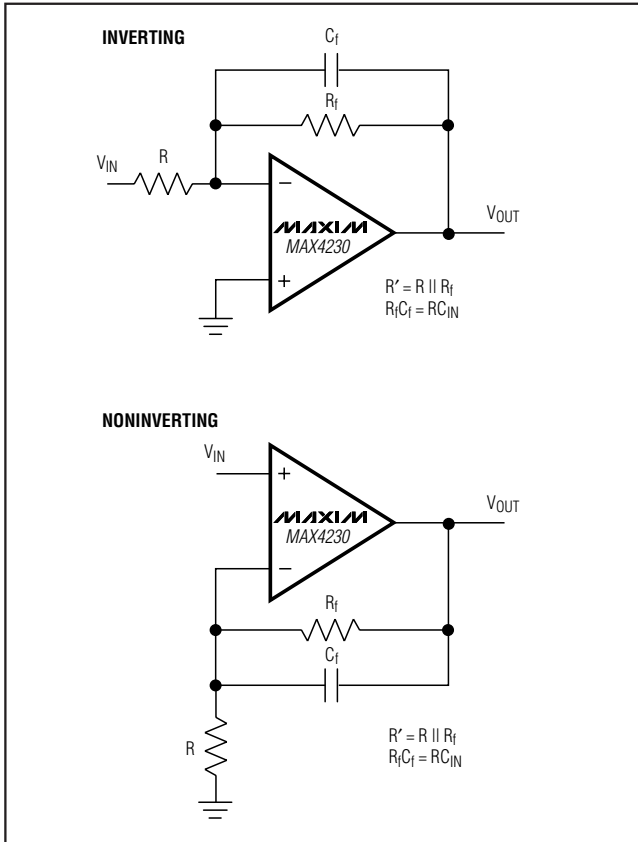 INVERTING
Cf
Rf
VIN
R
−
MAXIM
MAX4230
+
VOUT
R′ = R || Rf
RfCf = RCIN
NONINVERTING
VIN
+
MAXIM
MAX4230
−
VOUT
Rf
Cf
R
R′ = R || Rf
RfCf = RCIN